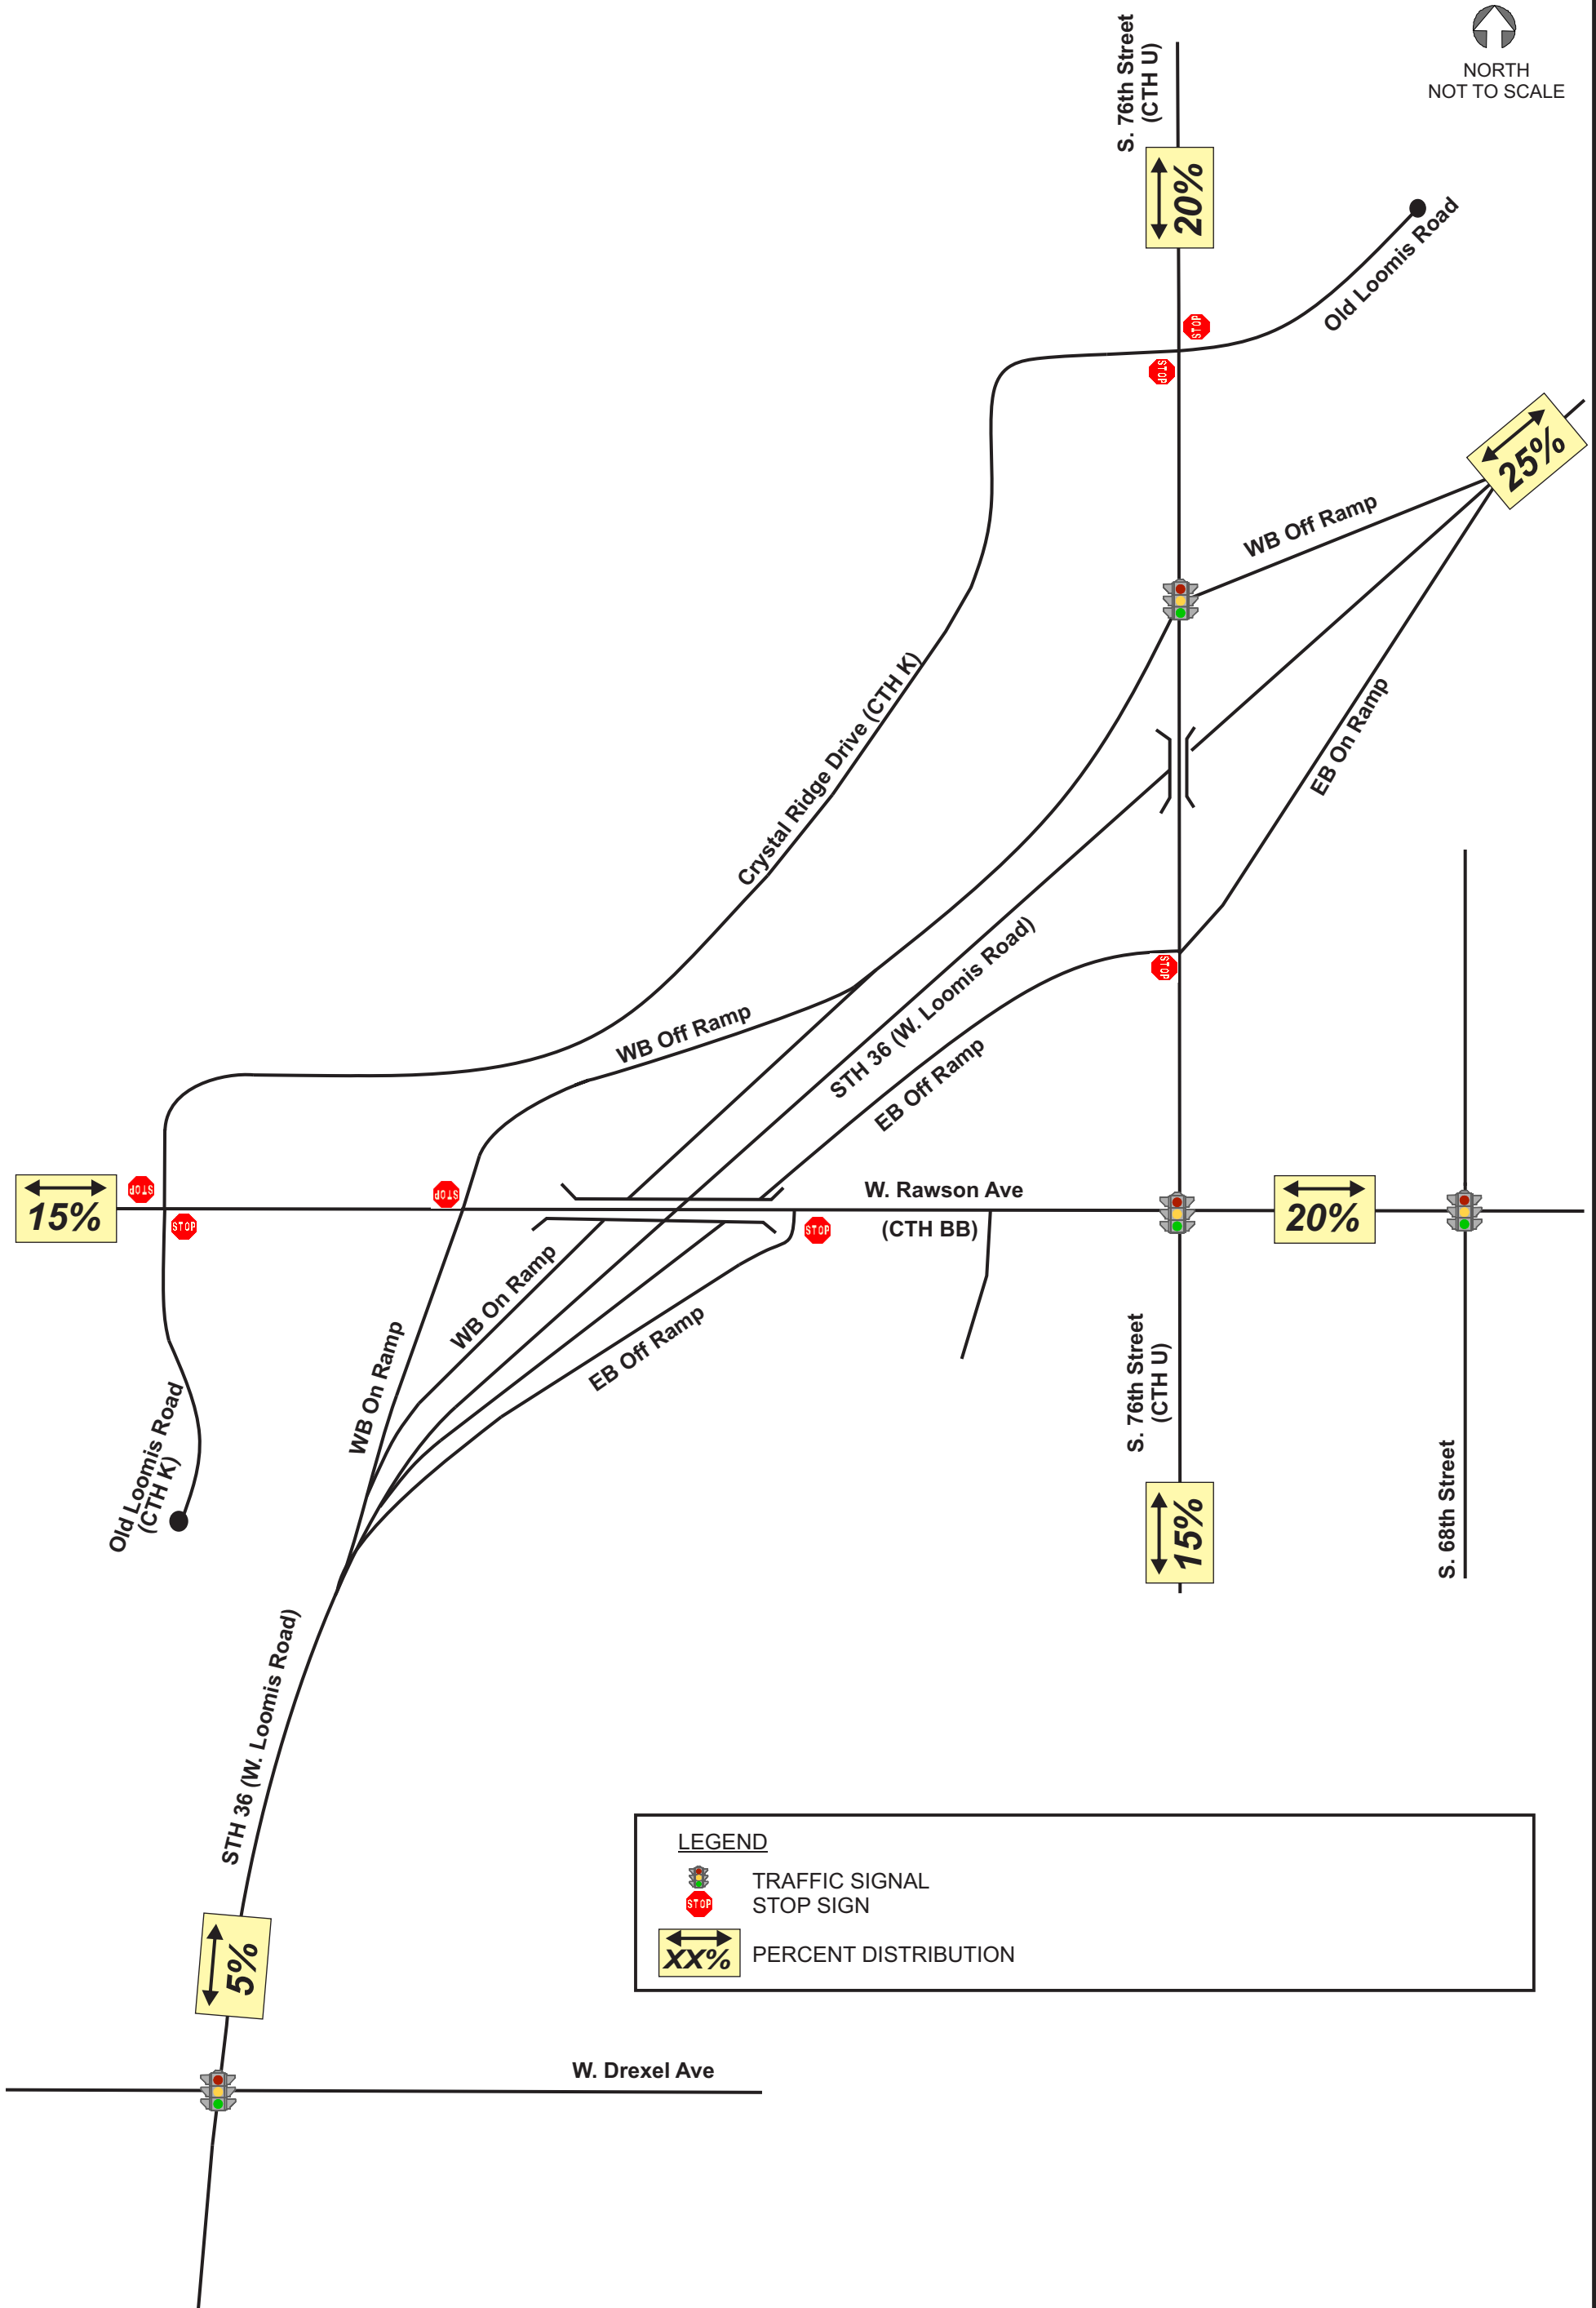 NORTH
NOT TO SCALE
S. 76th Street
(CTH U)
20%
Old Loomis Road
STOP
STOP
25%
WB Off Ramp
EB On Ramp
Crystal Ridge Drive (CTH K)
STH 36 (W. Loomis Road)
STOP
WB Off Ramp
EB Off Ramp
15%
STOP
STOP
STOP
W. Rawson Ave
(CTH BB)
STOP
20%
WB On Ramp
WB On Ramp
EB Off Ramp
Old Loomis Road
(CTH K)
S. 76th Street
(CTH U)
15%
S. 68th Street
STH 36 (W. Loomis Road)
5%
W. Drexel Ave
LEGEND
TRAFFIC SIGNAL
STOP
STOP SIGN
XX%
PERCENT DISTRIBUTION